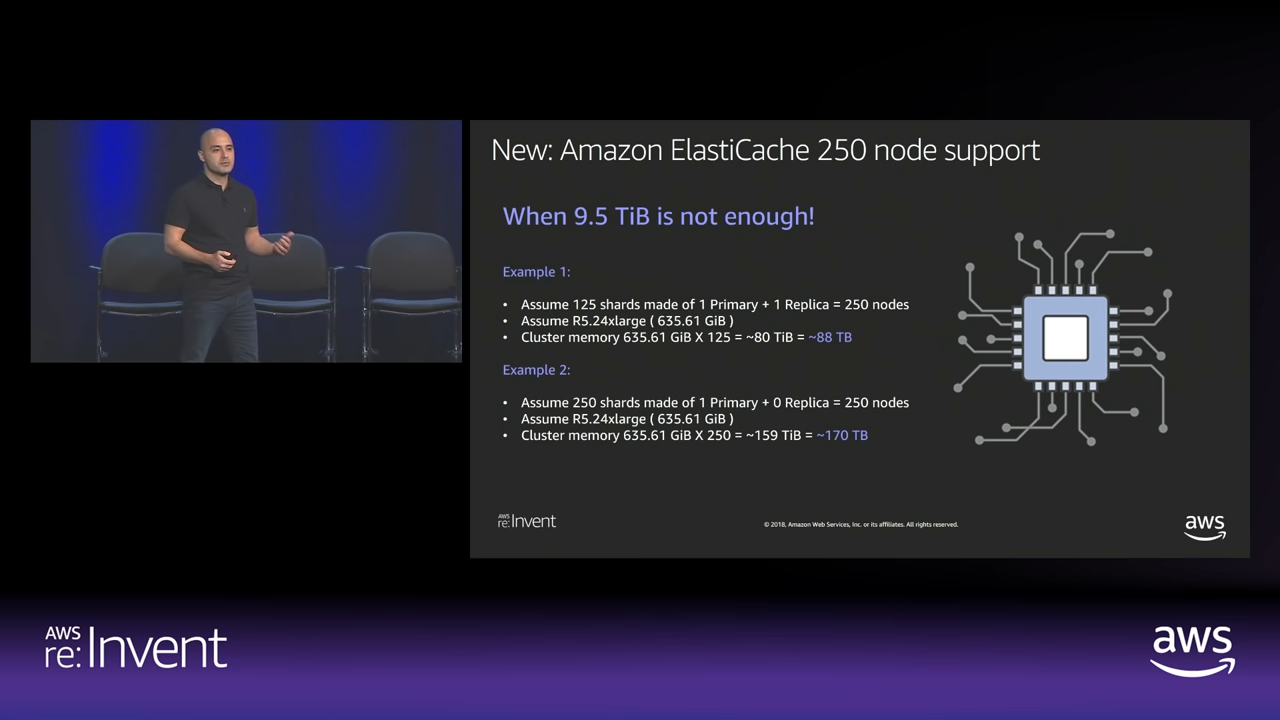 New: Amazon ElastiCache 250 node support
When 9.5 TiB is not enough!
Example 1:
• Assume 125 shards made of 1 Primary + 1 Replica = 250 nodes
• Assume R5.24xlarge ( 635.61 GiB )
• Cluster memory 635.61 GiB X 125 = ~80 TiB = ~88 TB
Example 2:
• Assume 250 shards made of 1 Primary + 0 Replica = 250 nodes
• Assume R5.24xlarge ( 635.61 GiB )
• Cluster memory 635.61 GiB X 250 = ~159 TiB = ~170 TB
AWS
re:Invent
© 2018, Amazon Web Services, Inc. or its affiliates. All rights reserved.
aws
AWS
re:Invent
aws